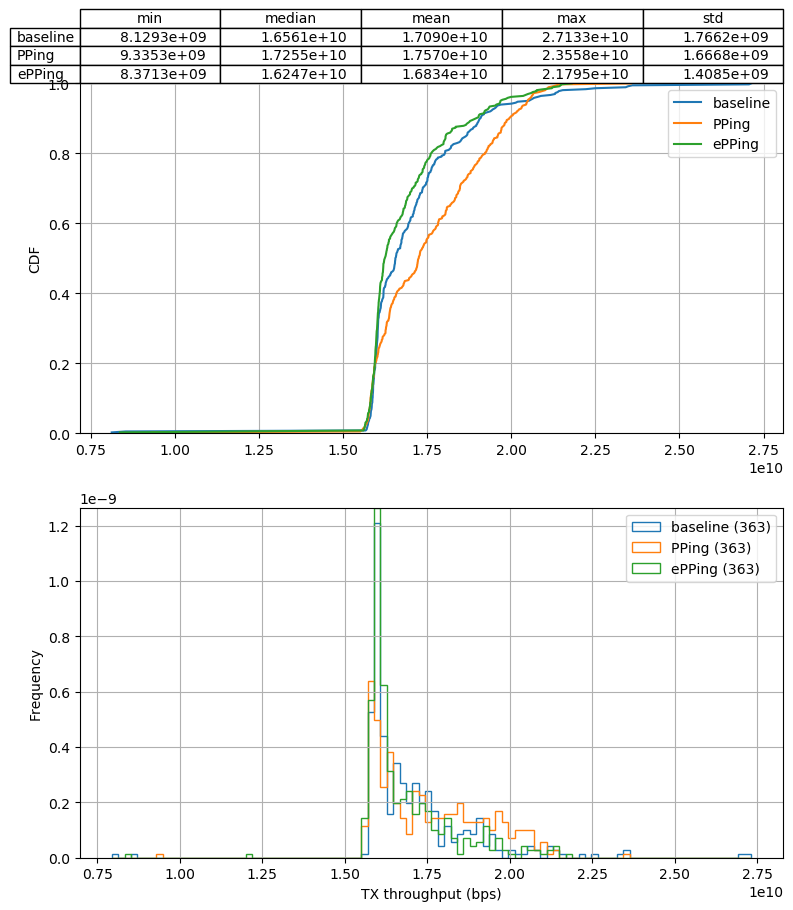 min median mean max std
baseline 8.1293e+09 1.6561e+10 1.7090e+10 2.7133e+10 1.7662e+09
PPing 9.3353e+09 1.7255e+10 1.7570e+10 2.3558e+10 1.6668e+09
ePPing 8.3713e+09 1.6247e+10 1.6834e+10 2.1795e+10 1.4085e+09
1.0
baseline
PPing
ePPing
0.8
0.6
CDF
0.4
0.2
0.0
0.75 1.00 1.25 1.50 1.75 2.00 2.25 2.50 2.75
1e10
1e−9
baseline (363)
PPing (363)
ePPing (363)
1.2
1.0
0.8
Frequency
0.6
0.4
0.2
0.0
0.75 1.00 1.25 1.50 1.75 2.00 2.25 2.50 2.75
TX throughput (bps)
1e10